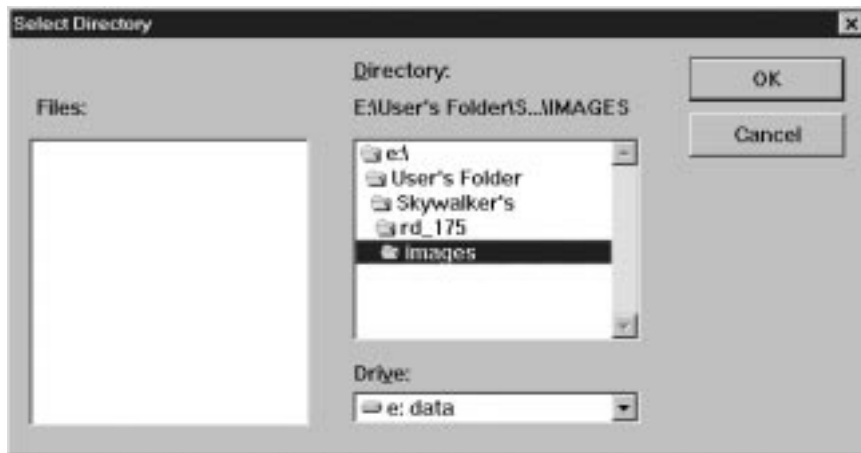 Select Directory
Files:
Directory:
E:\User's Folder\S...\IMAGES
e:\
User's Folder
Skywalker's
rd_175
images
Drive:
e: data
OK
Cancel